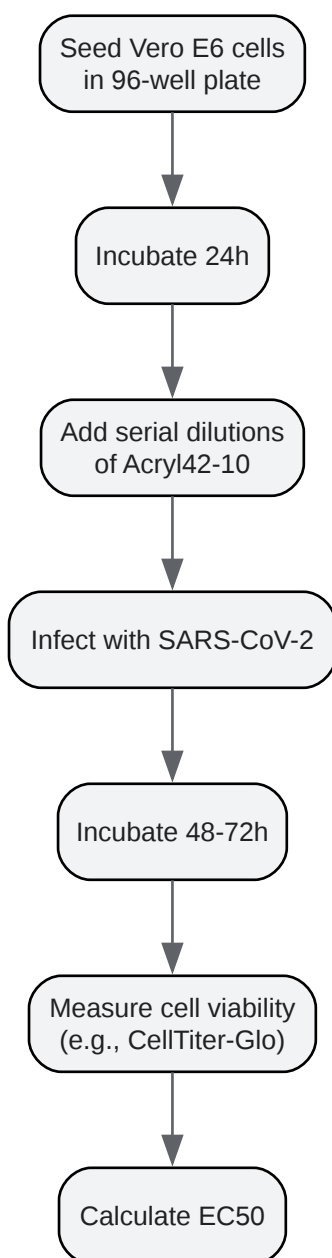 Seed Vero E6 cells
in 96-well plate
Incubate 24h
Add serial dilutions
of Acryl42-10
Infect with SARS-CoV-2
Incubate 48-72h
Measure cell viability
(e.g., CellTiter-Glo)
Calculate EC50